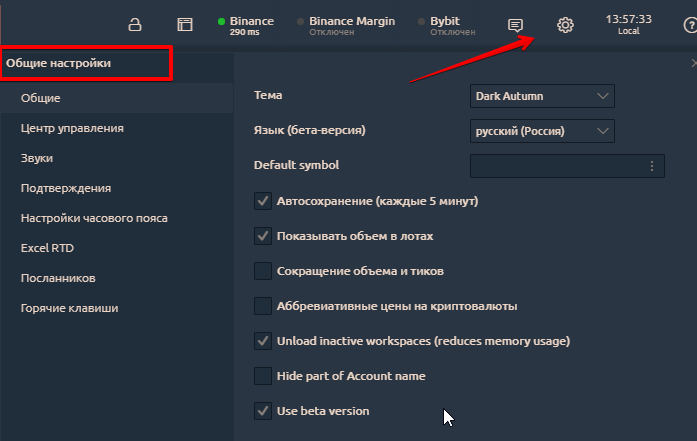 Binance
290 ms
Binance Margin
Отключен
Bybit
Отключен
13:57:33
Local
Общие настройки
Общие
Центр управления
Звуки
Подтверждения
Настройки часового пояса
Excel RTD
Посланников
Горячие клавиши
Тема
Dark Autumn
Язык (бета-версия)
русский (Россия)
Default symbol
Автосохранение (каждые 5 минут)
Показывать объем в лотах
Сокращение объема и тиков
Аббревиативные цены на криптовалюты
Unload inactive workspaces (reduces memory usage)
Hide part of Account name
Use beta version